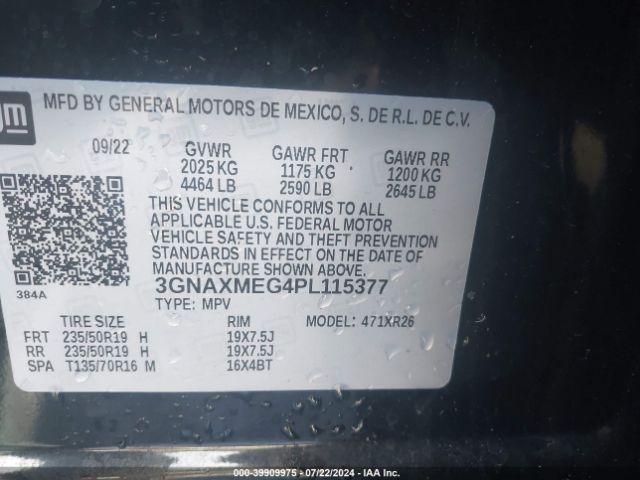 gm MFD BY GENERAL MOTORS DE MEXICO, S. DE R.L. DE C.V.
09/22 GVWR GAWR FRT GAWR RR
2025 KG 1175 KG 1200 KG
4464 LB 2590 LB 2645 LB
THIS VEHICLE CONFORMS TO ALL
APPLICABLE U.S. FEDERAL MOTOR
VEHICLE SAFETY AND THEFT PREVENTION
STANDARDS IN EFFECT ON THE DATE OF
MANUFACTURE SHOWN ABOVE.
384A 3GNAXMEG4PL115377
TYPE: MPV
TIRE SIZE RIM MODEL: 471XR26
FRT 235/50R19 H 19X7.5J
RR 235/50R19 H 19X7.5J
SPA T135/70R16 M 16X4BT
000-39909975 - 07/22/2024 - IAA Inc.